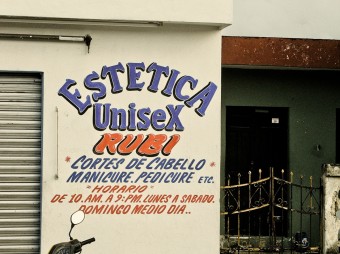 ESTETICA
UniseX
RUBI
* CORTES DE CABELLO *
MANICURE, PEDICURE ETC.
"HORARIO"
DE 10.AM. A 9:PM. LUNES A SABADO.
DOMINGO MEDIO DIA..